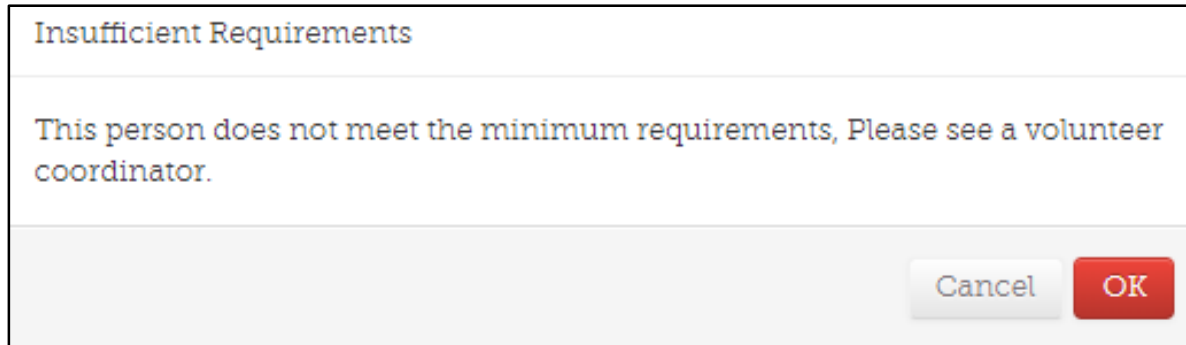 Insufficient Requirements
This person does not meet the minimum requirements, Please see a volunteer
coordinator.
Cancel
OK